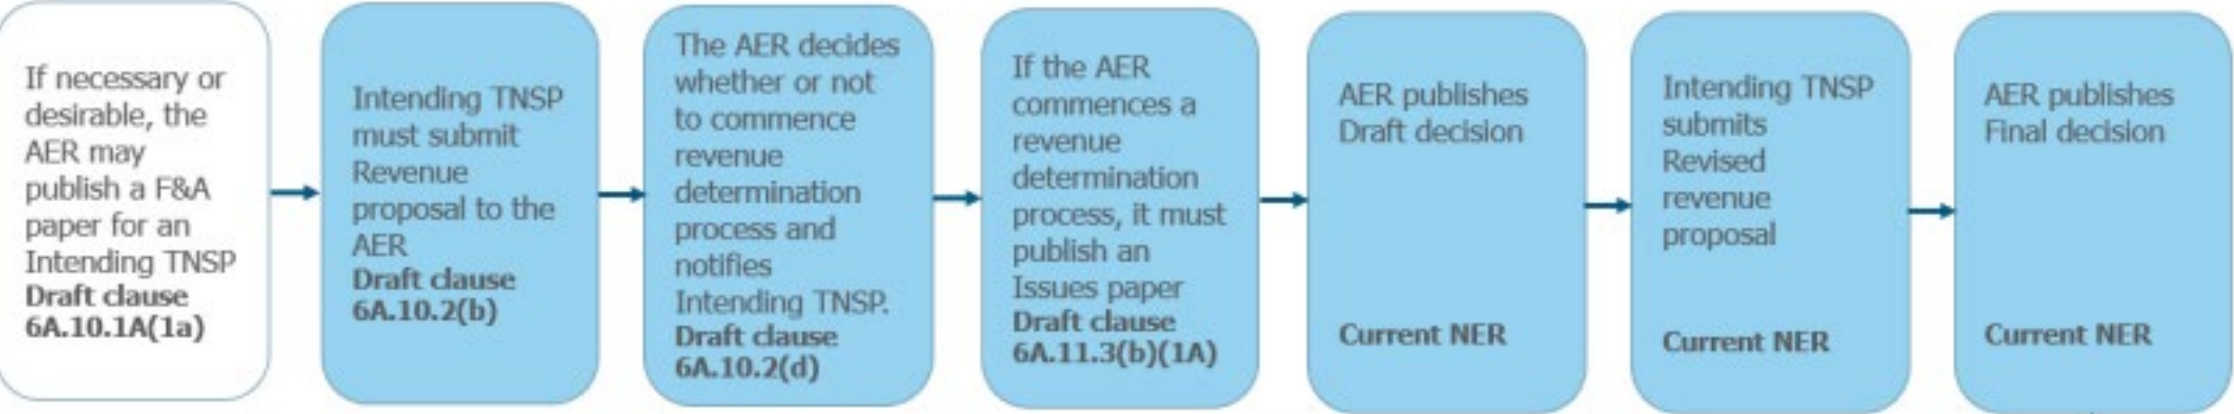 If necessary or
desirable, the
AER may
publish a F&A
paper for an
Intending TNSP
Draft clause
6A.10.1A(1a)
Intending TNSP
must submit
Revenue
proposal to the
AER
Draft clause
6A.10.2(b)
The AER decides
whether or not
to commence
revenue
determination
process and
notifies
Intending TNSP.
Draft clause
6A.10.2(d)
If the AER
commences a
revenue
determination
process, it must
publish an
Issues paper
Draft clause
6A.11.3(b)(1A)
AER publishes
Draft decision
Current NER
Intending TNSP
submits
Revised
revenue
proposal
Current NER
AER publishes
Final decision
Current NER